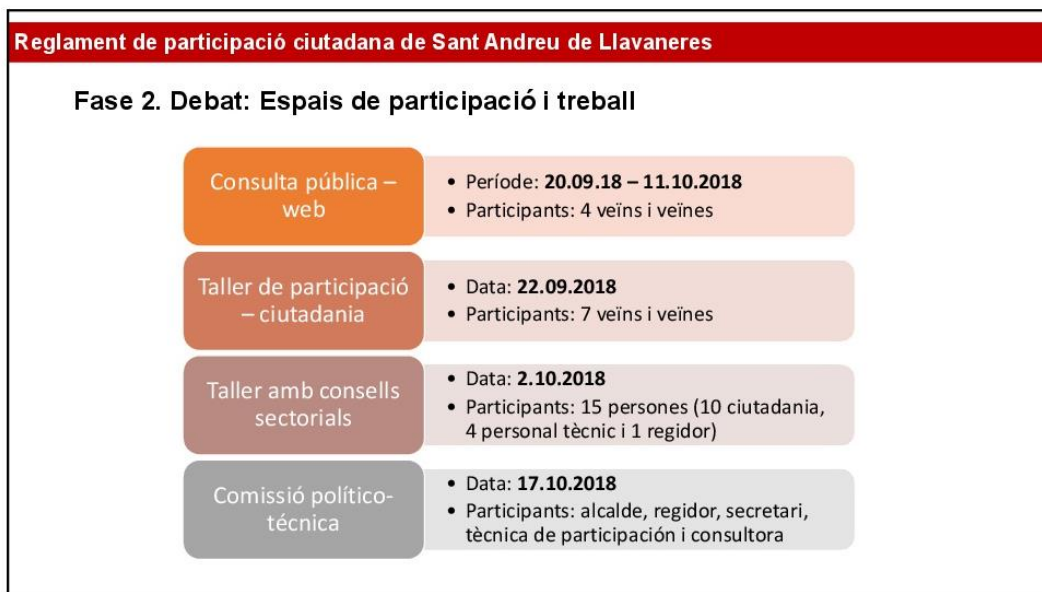 Reglament de participació ciutadana de Sant Andreu de Llavaneres
Fase 2. Debat: Espais de participació i treball
Consulta pública –
web
• Període: 20.09.18 – 11.10.2018
• Participants: 4 veïns i veïnes
Taller de participació
– ciutadania
• Data: 22.09.2018
• Participants: 7 veïns i veïnes
Taller amb consells
sectorials
• Data: 2.10.2018
• Participants: 15 persones (10 ciutadania,
4 personal tècnic i 1 regidor)
Comissió político-
técnica
• Data: 17.10.2018
• Participants: alcalde, regidor, secretari,
tècnica de participación i consultora